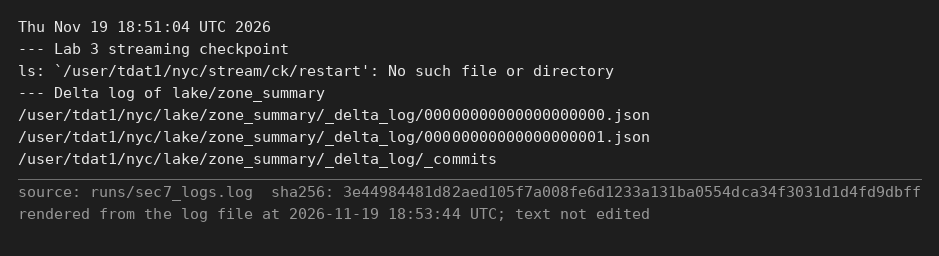 Thu Nov 19 18:51:04 UTC 2026
--- Lab 3 streaming checkpoint
ls: `/user/tdat1/nyc/stream/ck/restart': No such file or directory
--- Delta log of lake/zone_summary
/user/tdat1/nyc/lake/zone_summary/_delta_log/00000000000000000000.json
/user/tdat1/nyc/lake/zone_summary/_delta_log/00000000000000000001.json
/user/tdat1/nyc/lake/zone_summary/_delta_log/_commits
source: runs/sec7_logs.log  sha256: 3e44984481d82aed105f7a008fe6d1233a131ba0554dca34f3031d1d4fd9dbff
rendered from the log file at 2026-11-19 18:53:44 UTC; text not edited